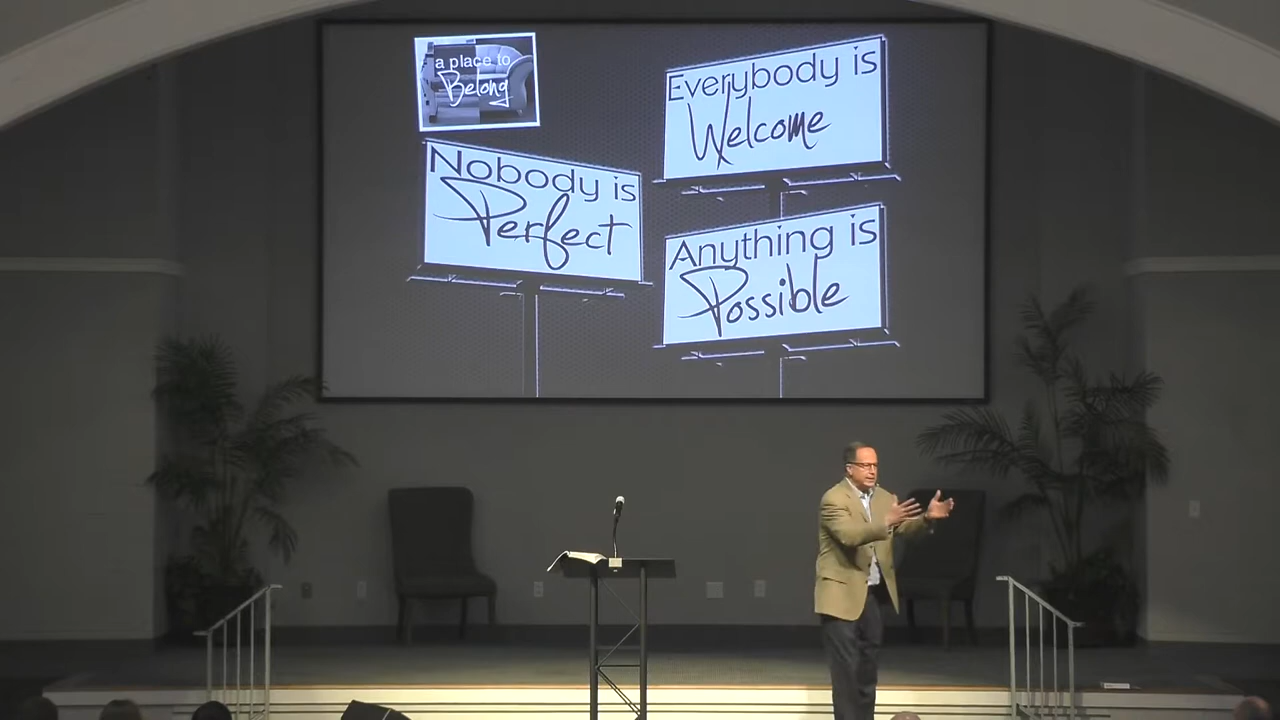 a place to
Belong
Nobody is
Perfect
Everybody is
Welcome
Anything is
Possible